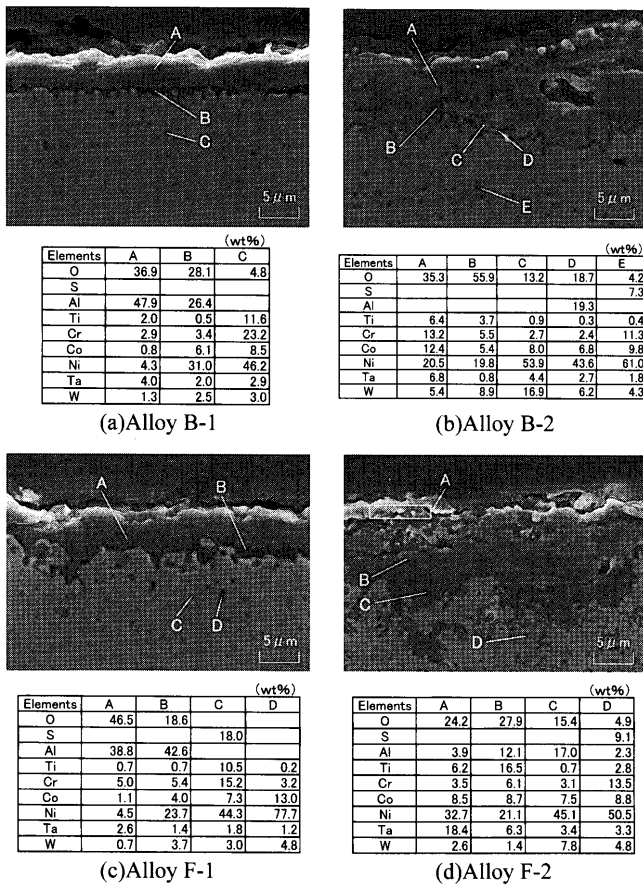 A
B
C
5μm
(wt%)
Elements A B C
O 36.9 28.1 4.8
S
Al 47.9 26.4
Ti 2.0 0.5 11.6
Cr 2.9 3.4 23.2
Co 0.8 6.1 8.5
Ni 4.3 31.0 46.2
Ta 4.0 2.0 2.9
W 1.3 2.5 3.0
(a)Alloy B-1
A
B
C
D
E
5μm
(wt%)
Elements A B C D E
O 35.3 55.9 13.2 18.7 4.2
S 7.3
Al 19.3
Ti 6.4 3.7 0.9 0.3 0.4
Cr 13.2 5.5 2.7 2.4 11.3
Co 12.4 5.4 8.0 6.8 9.8
Ni 20.5 19.8 53.9 43.6 61.0
Ta 6.8 0.8 4.4 2.7 1.8
W 5.4 8.9 16.9 6.2 4.3
(b)Alloy B-2
A
B
C
D
5μm
(wt%)
Elements A B C D
O 46.5 18.6
S 18.0
Al 38.8 42.6
Ti 0.7 0.7 10.5 0.2
Cr 5.0 5.4 15.2 3.2
Co 1.1 4.0 7.3 13.0
Ni 4.5 23.7 44.3 77.7
Ta 2.6 1.4 1.8 1.2
W 0.7 3.7 3.0 4.8
(c)Alloy F-1
A
B
C
D
5μm
(wt%)
Elements A B C D
O 24.2 27.9 15.4 4.9
S 9.1
Al 3.9 12.1 17.0 2.3
Ti 6.2 16.5 0.7 2.8
Cr 3.5 6.1 3.1 13.5
Co 8.5 8.7 7.5 8.8
Ni 32.7 21.1 45.1 50.5
Ta 18.4 6.3 3.4 3.3
W 2.6 1.4 7.8 4.8
(d)Alloy F-2